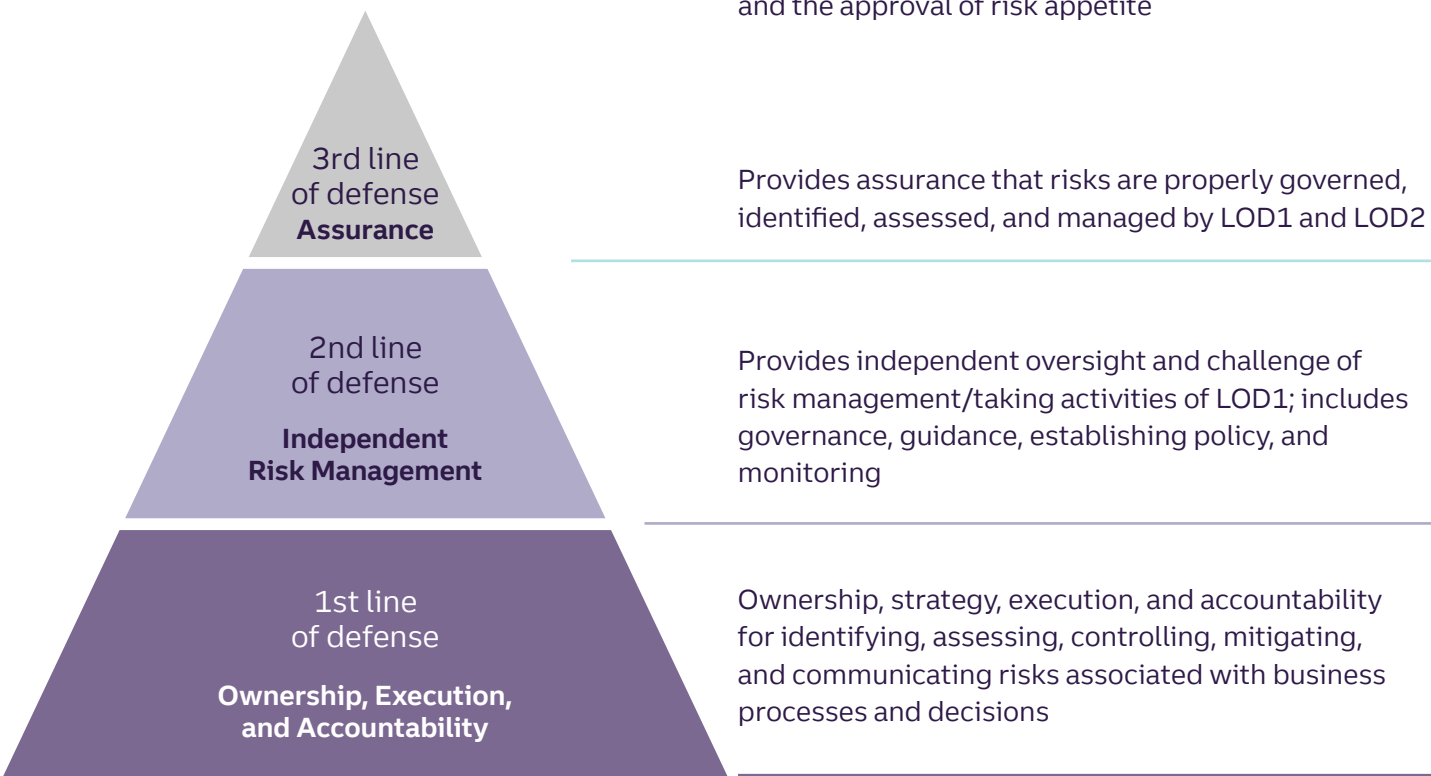 and the approval of risk appetite
3rd line
of defense
Assurance
Provides assurance that risks are properly governed,
identified, assessed, and managed by LOD1 and LOD2
2nd line
of defense
Independent
Risk Management
Provides independent oversight and challenge of
risk management/taking activities of LOD1; includes
governance, guidance, establishing policy, and
monitoring
1st line
of defense
Ownership, Execution,
and Accountability
Ownership, strategy, execution, and accountability
for identifying, assessing, controlling, mitigating,
and communicating risks associated with business
processes and decisions